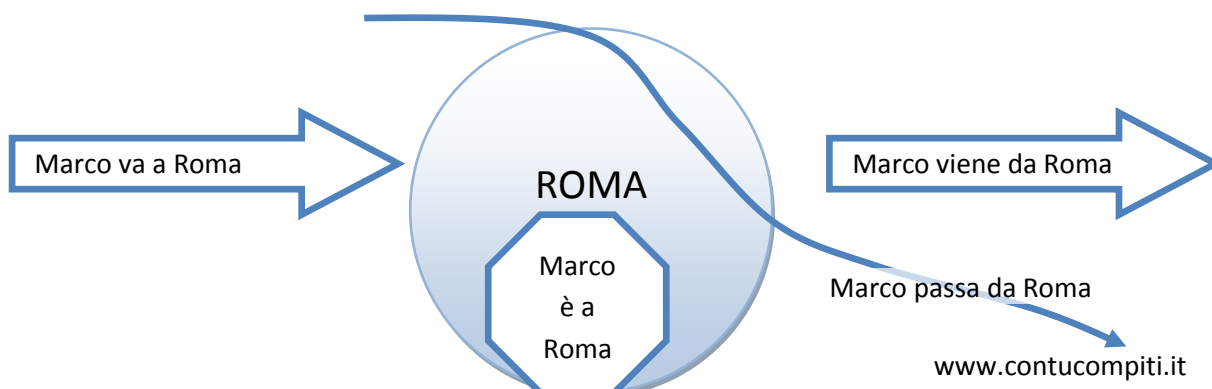 Marco va a Roma
ROMA
Marco
è a
Roma
Marco viene da Roma
Marco passa da Roma
www.contucompiti.it